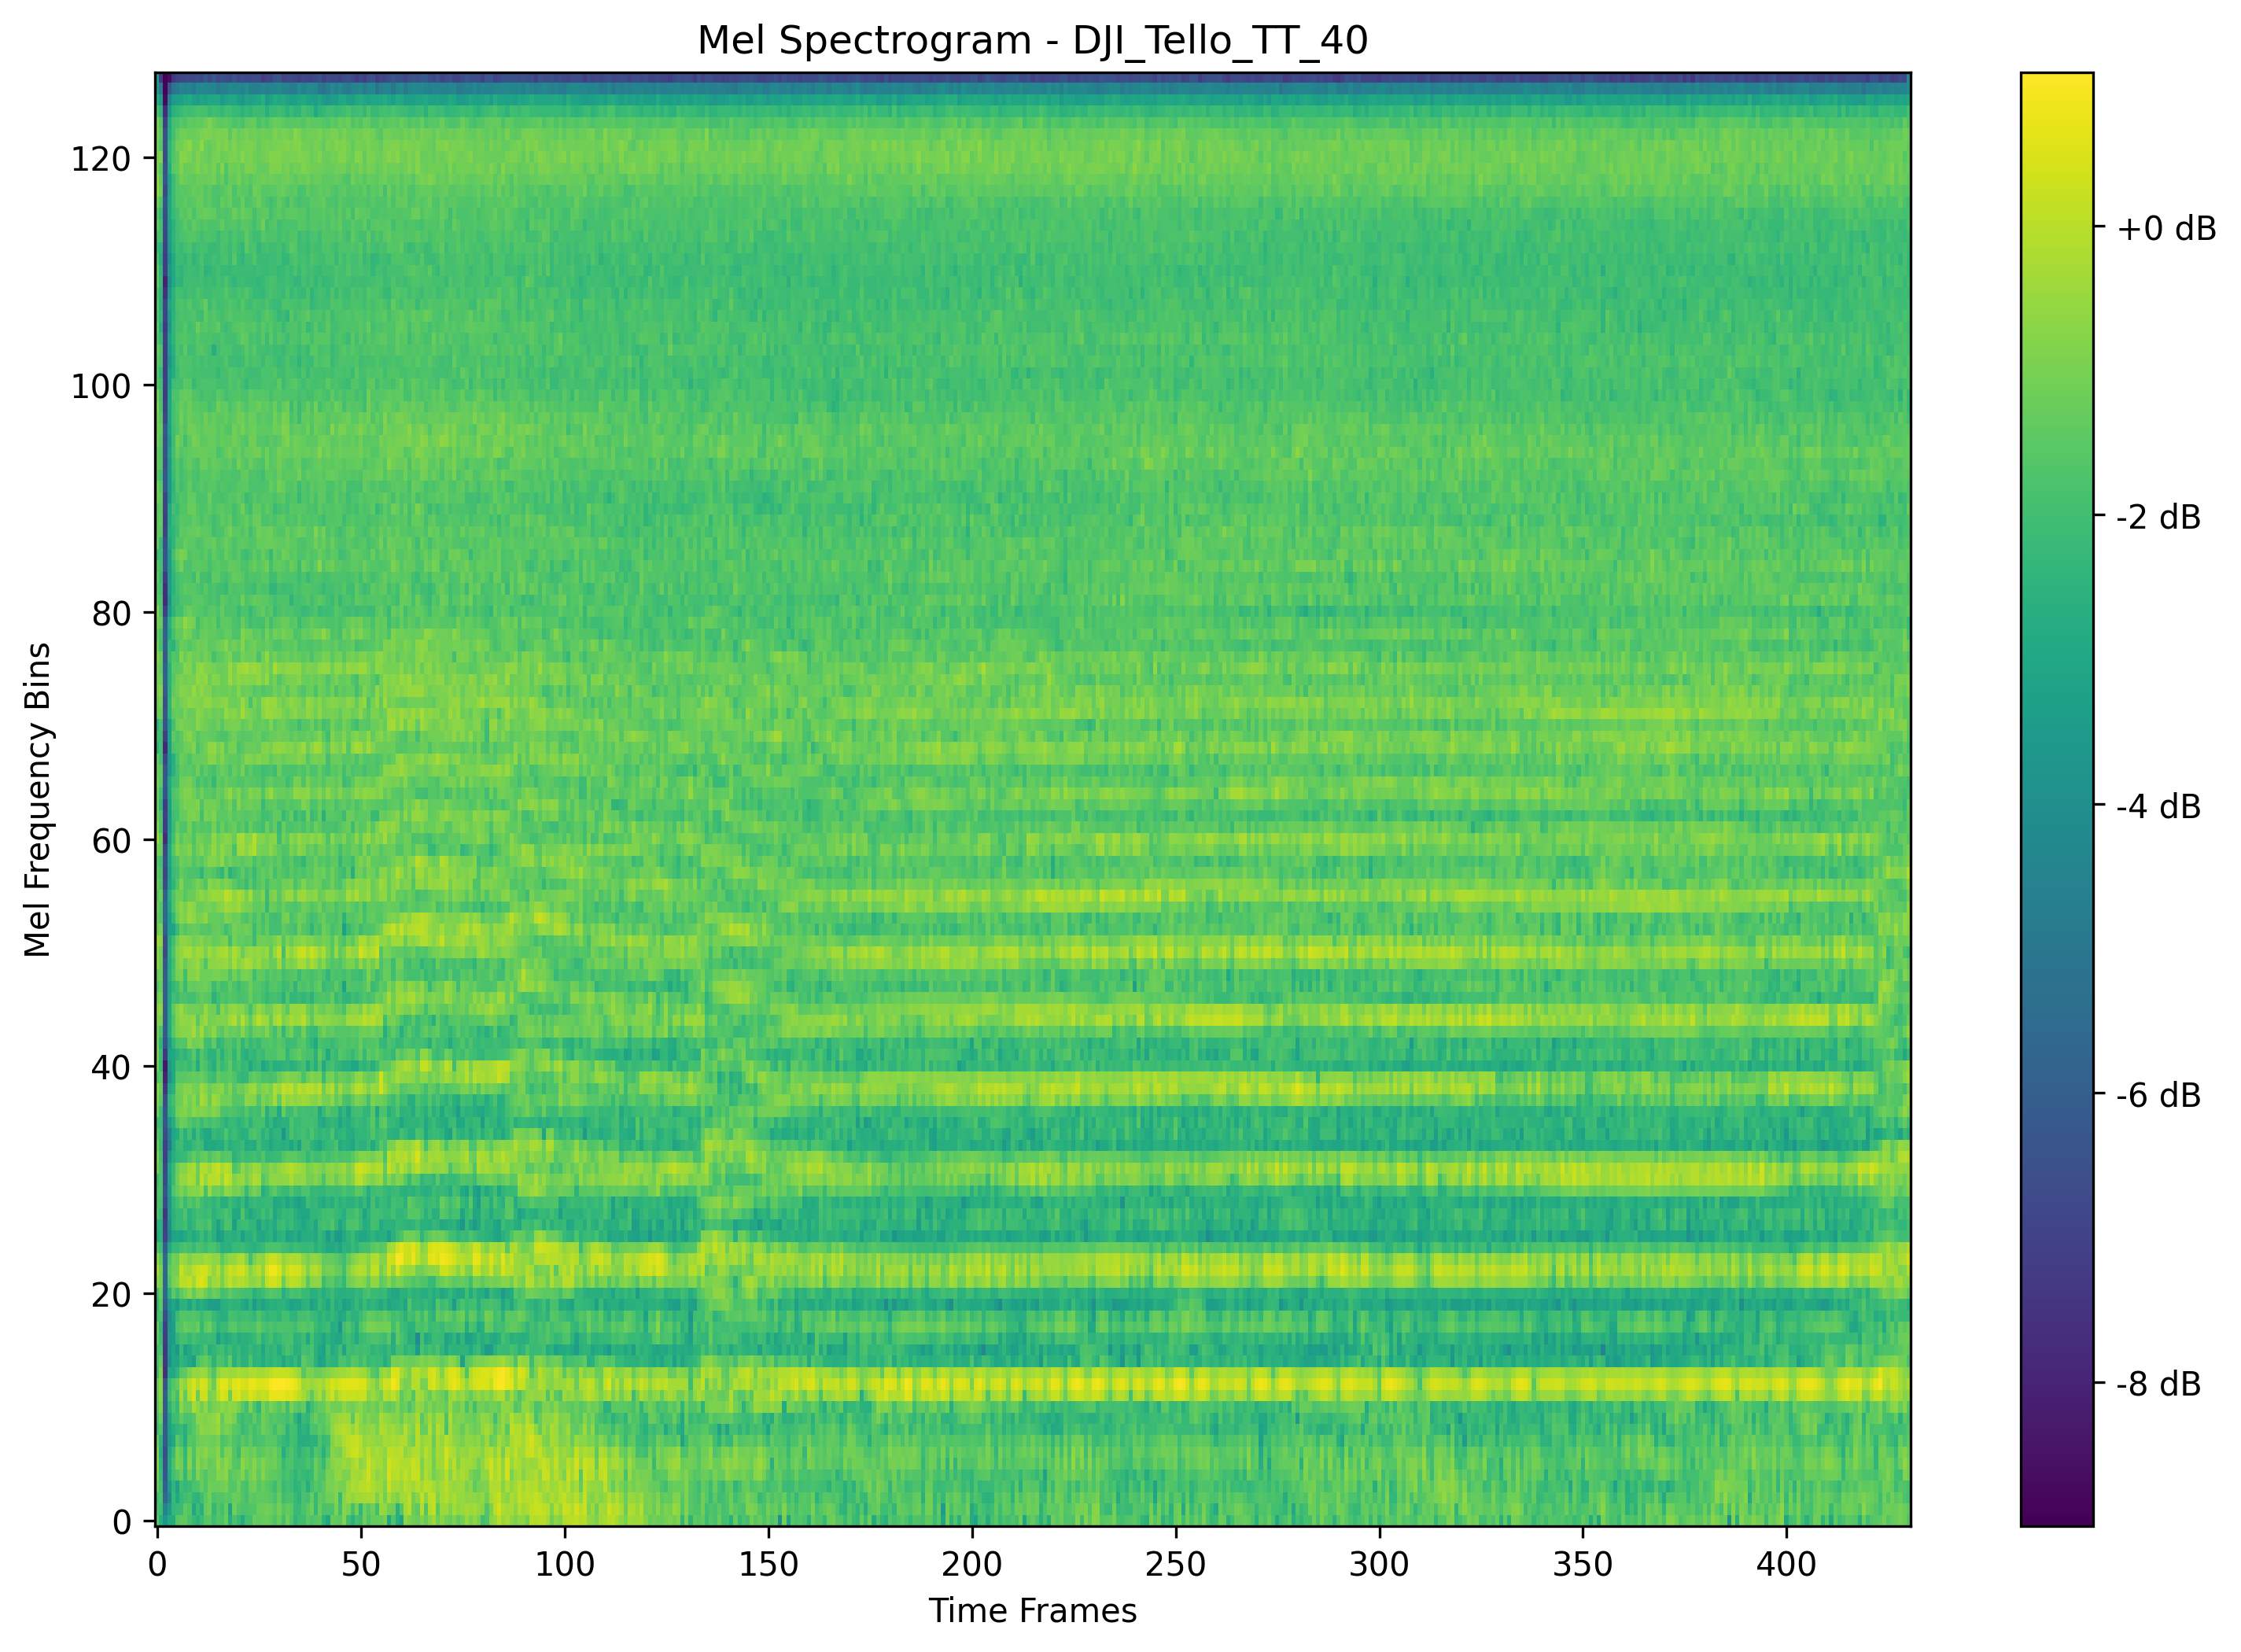 Mel Spectrogram - DJI_Tello_TT_40
Mel Frequency Bins
120
100
80
60
40
20
0
0 50 100 150 200 250 300 350 400
Time Frames
+0 dB
-2 dB
-4 dB
-6 dB
-8 dB